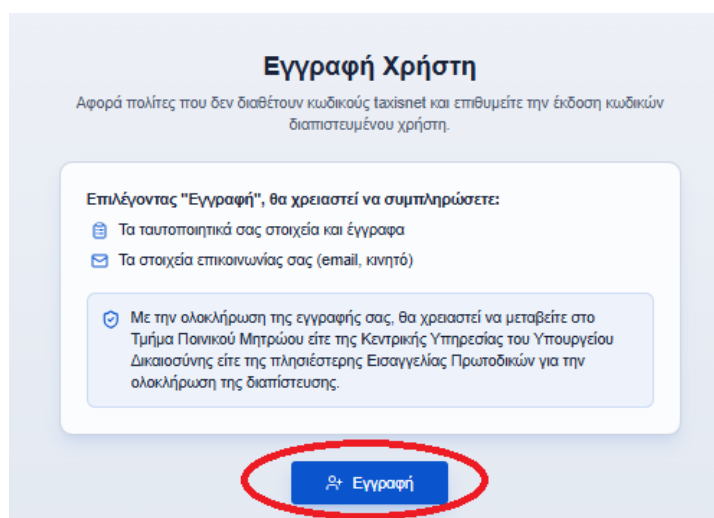 Εγγραφή Χρήστη
Αφορά πολίτες που δεν διαθέτουν κωδικούς taxisnet και επιθυμείτε την έκδοση κωδικών
διαπιστευμένου χρήστη.
Επιλέγοντας "Εγγραφή", θα χρειαστεί να συμπληρώσετε:
Τα ταυτοποιητικά σας στοιχεία και έγγραφα
Τα στοιχεία επικοινωνίας σας (email, κινητό)
Με την ολοκλήρωση της εγγραφής σας, θα χρειαστεί να μεταβείτε στο
Τμήμα Ποινικού Μητρώου είτε της Κεντρικής Υπηρεσίας του Υπουργείου
Δικαιοσύνης είτε της πλησιέστερης Εισαγγελίας Πρωτοδικών για την
ολοκλήρωση της διαπίστευσης.
Εγγραφή